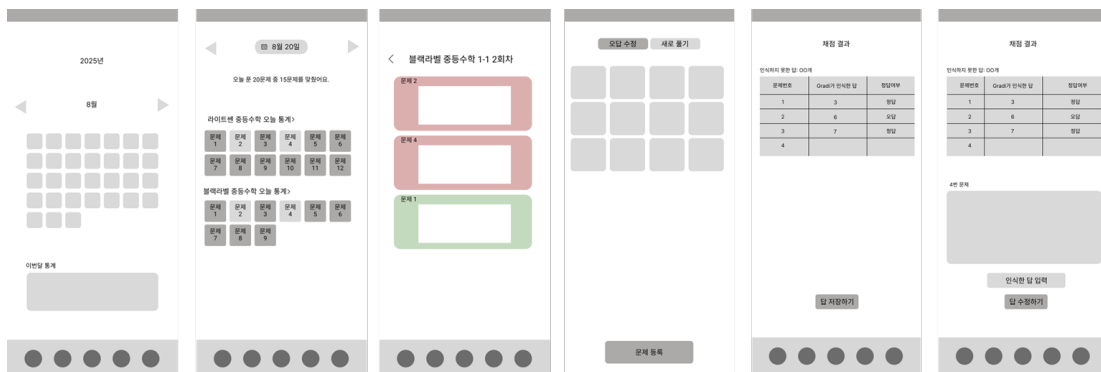 2025년
8월
이번달 통계
8월 20일
오늘 푼 20문제 중 15문제를 맞췄어요.
라이트쎈 중등수학 오늘 통계>
문제 1
문제 2
문제 3
문제 4
문제 5
문제 6
문제 7
문제 8
문제 9
문제 10
문제 11
문제 12
블랙라벨 중등수학 오늘 통계>
문제 1
문제 2
문제 3
문제 4
문제 5
문제 6
문제 7
문제 8
문제 9
블랙라벨 중등수학 1-1 2회차
문제 2
문제 4
문제 1
오답 수정
새로 풀기
문제 등록
채점 결과
인식하지 못한 답: OO개
문제번호 Gradi가 인식한 답 정답여부
1 3 정답
2 6 오답
3 7 정답
4
답 저장하기
채점 결과
인식하지 못한 답: OO개
문제번호 Gradi가 인식한 답 정답여부
1 3 정답
2 6 오답
3 7 정답
4
4번 문제
인식한 답 입력
답 수정하기